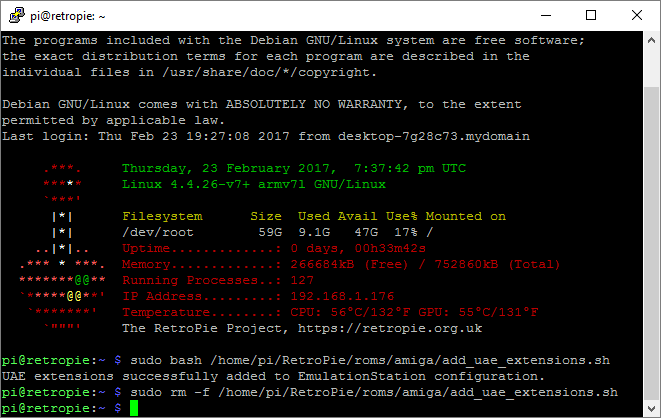 pi@retropie: ~
The programs included with the Debian GNU/Linux system are free software;
the exact distribution terms for each program are described in the
individual files in /usr/share/doc/*/copyright.
Debian GNU/Linux comes with ABSOLUTELY NO WARRANTY, to the extent
permitted by applicable law.
Last login: Thu Feb 23 19:27:08 2017 from desktop-7g28c73.mydomain
.***.    Thursday, 23 February 2017,  7:37:42 pm UTC
*****    Linux 4.4.26-v7+ armv7l GNU/Linux
`***'
|*|      Filesystem      Size  Used Avail Use% Mounted on
|*|      /dev/root        59G  9.1G   47G  17% /
..|*|..    Uptime.............: 0 days, 00h33m42s
.*** * ***.  Memory.............: 266684kB (Free) / 752860kB (Total)
*******@@**  Running Processes..: 127
`*****@@**'  IP Address.........: 192.168.1.176
`*******'   Temperature........: CPU: 56°C/132°F GPU: 55°C/131°F
`"""'     The RetroPie Project, https://retropie.org.uk
pi@retropie:~ $ sudo bash /home/pi/RetroPie/roms/amiga/add_uae_extensions.sh
UAE extensions successfully added to EmulationStation configuration.
pi@retropie:~ $ sudo rm -f /home/pi/RetroPie/roms/amiga/add_uae_extensions.sh
pi@retropie:~ $